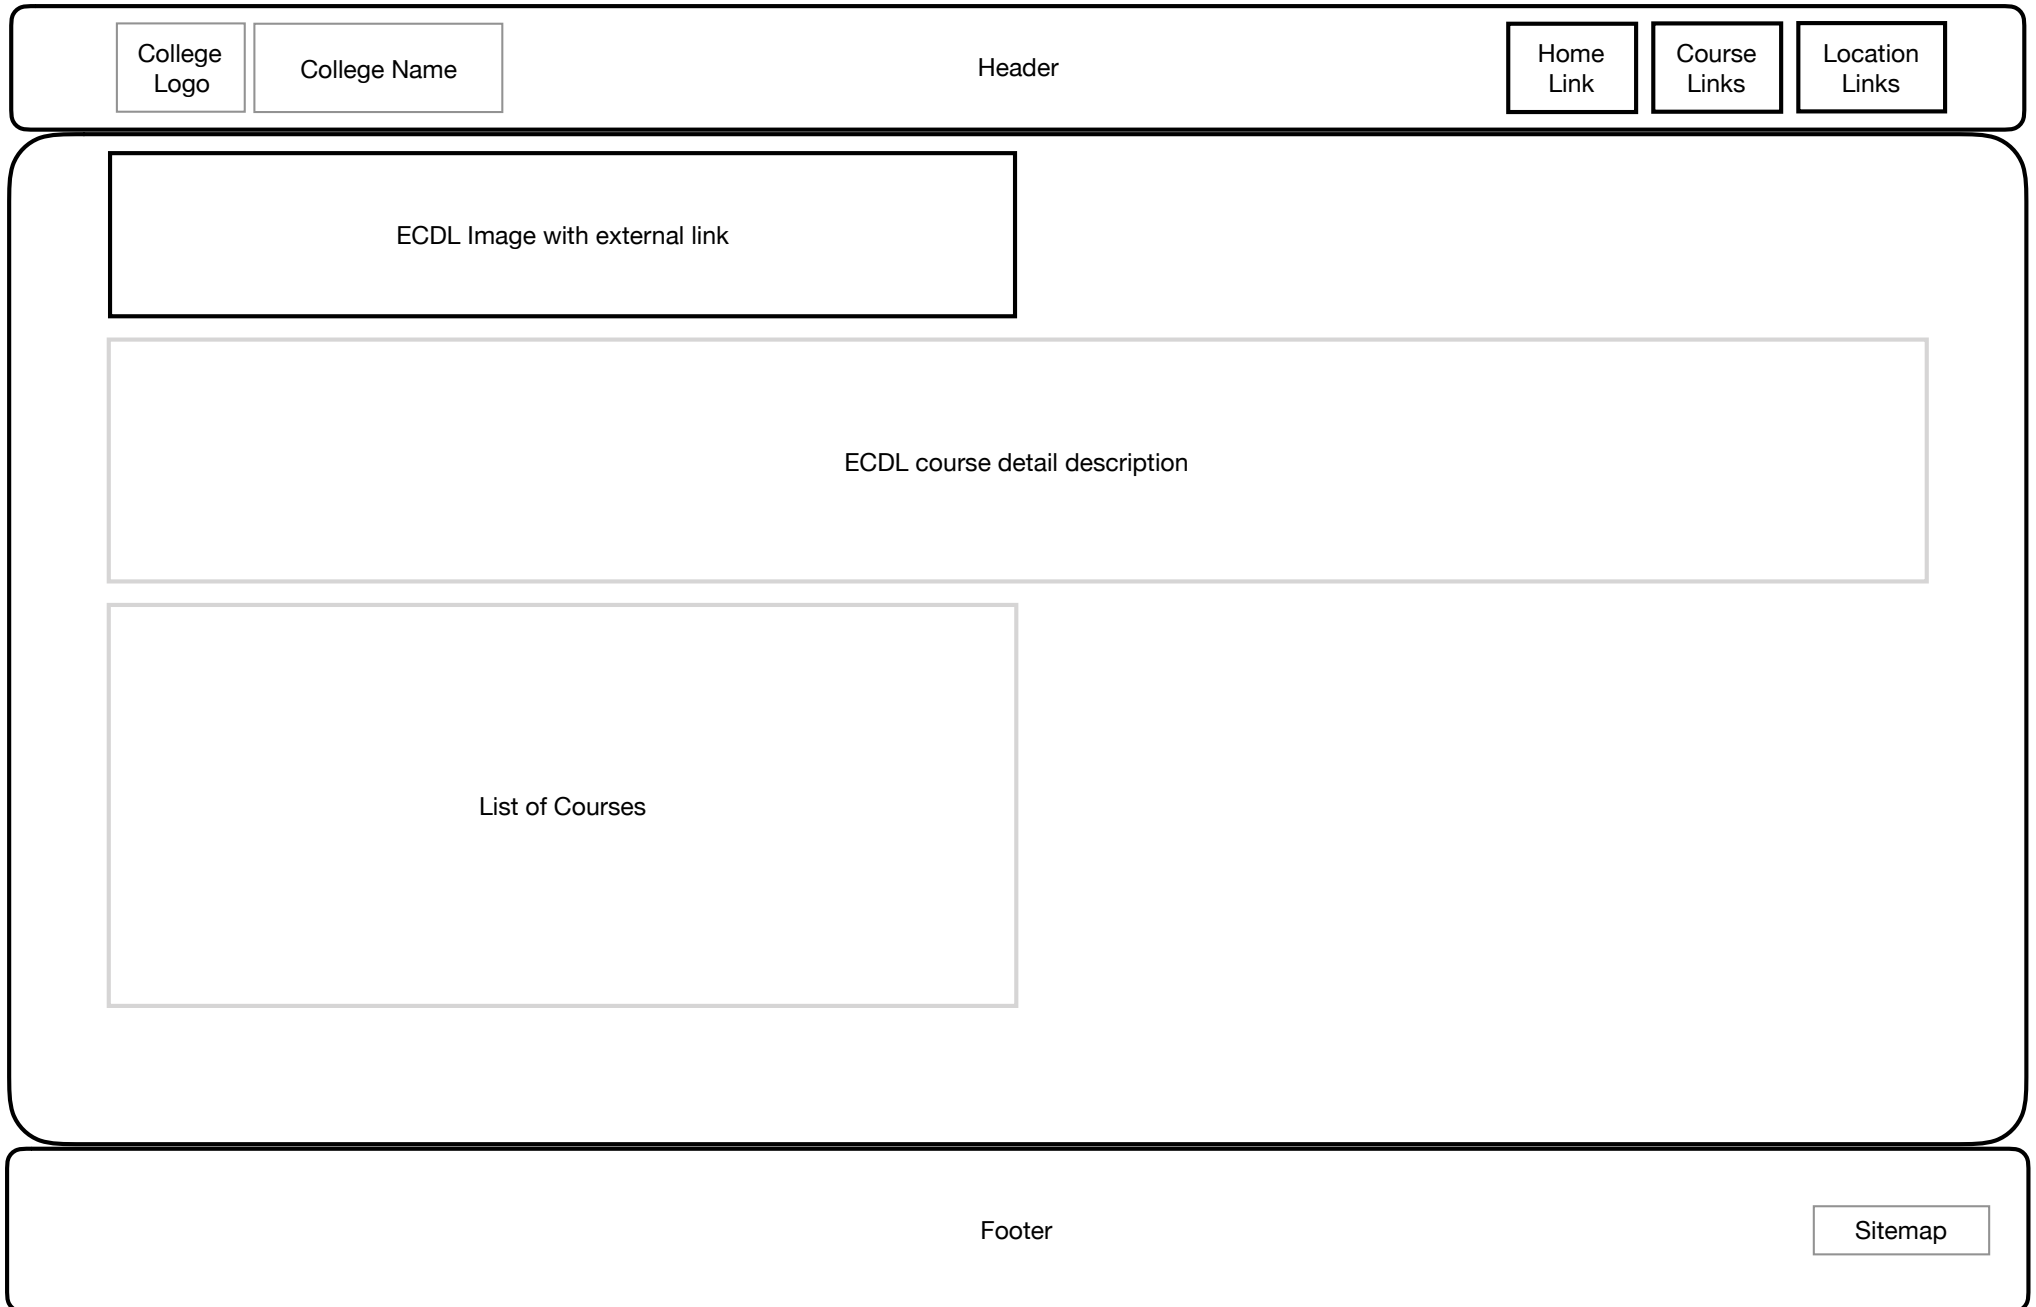 College
Logo
College Name
Header
Home
Link
Course
Links
Location
Links
ECDL Image with external link
ECDL course detail description
List of Courses
Footer
Sitemap